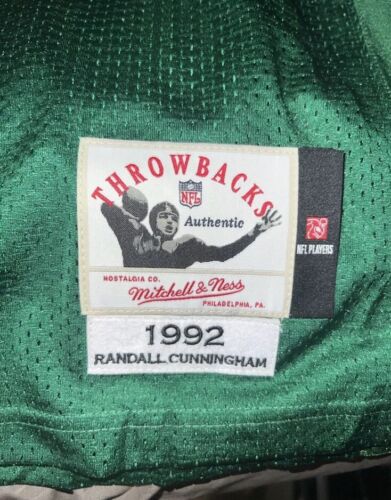 THROWBACKS
NFL
Authentic
NFL PLAYERS
NOSTALGIA CO.
Mitchell & Ness
PHILADELPHIA, PA.
1992
RANDALL CUNNINGHAM